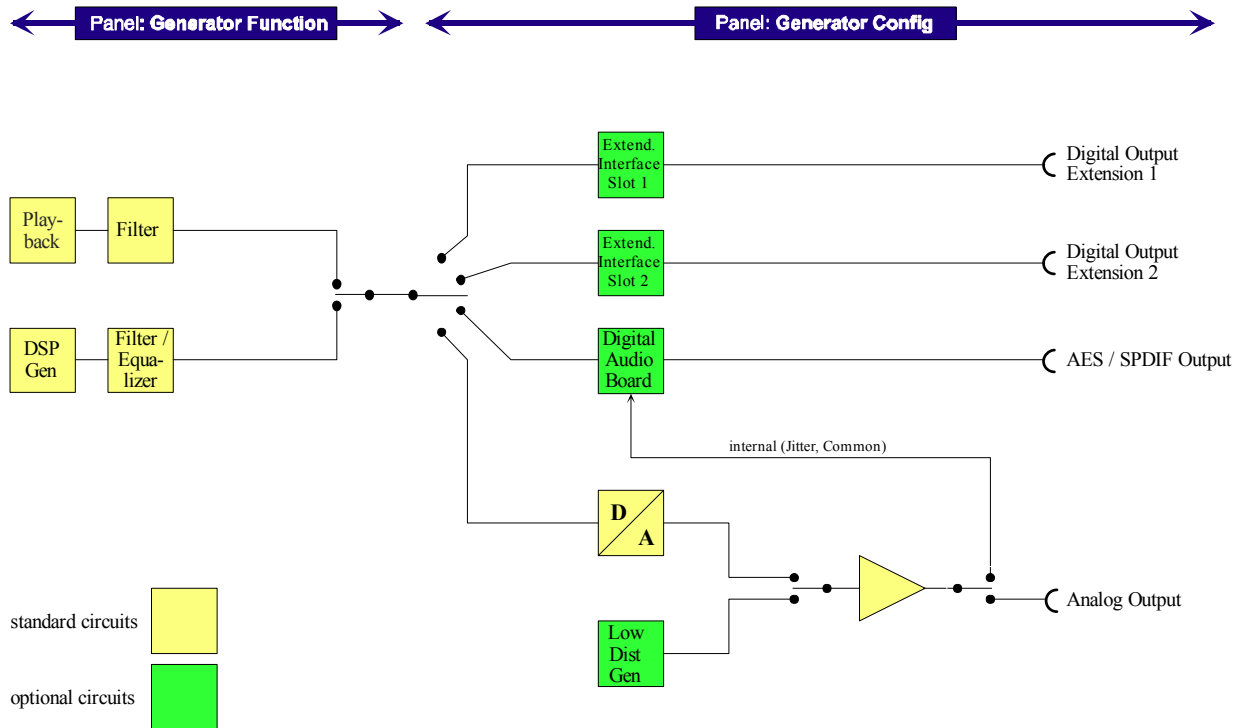 Panel: Generator Function
Panel: Generator Config
Extend.
Interface
Slot 1
Digital Output
Extension 1
Play-
back
Filter
Extend.
Interface
Slot 2
Digital Output
Extension 2
DSP
Gen
Filter /
Equa-
lizer
Digital
Audio
Board
AES / SPDIF Output
internal (Jitter, Common)
D
A
Analog Output
Low
Dist
Gen
standard circuits
optional circuits